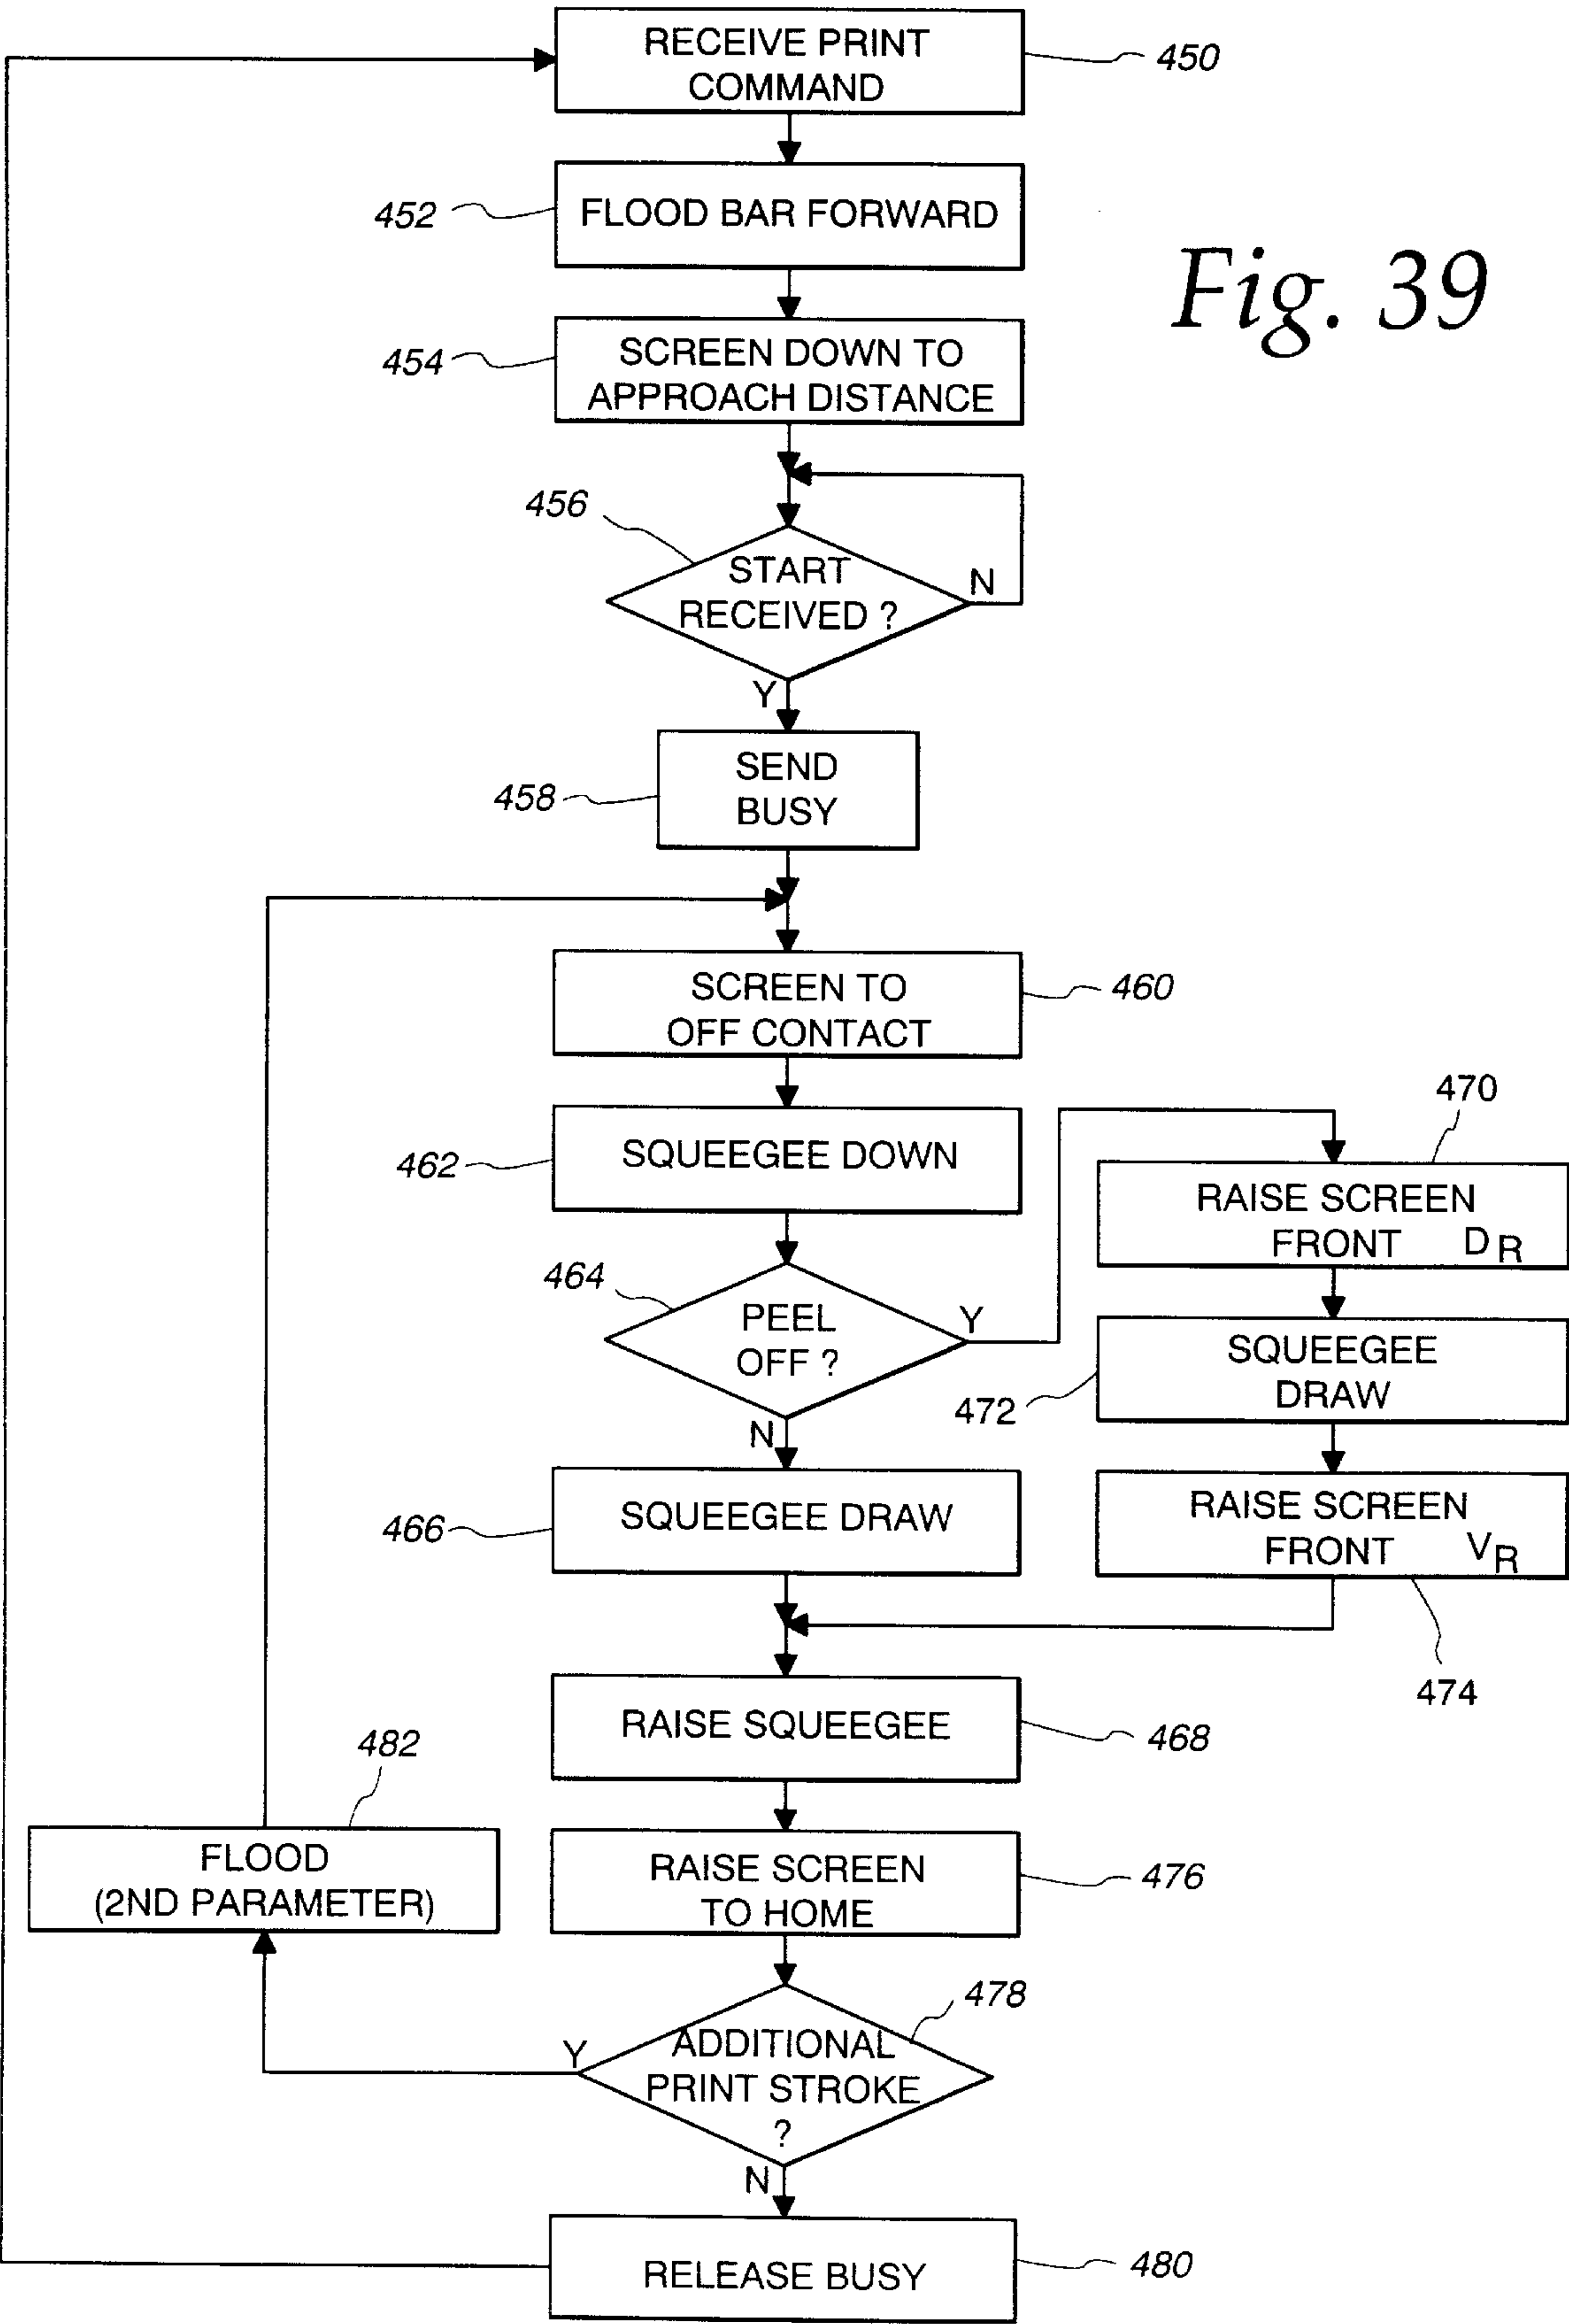 RECEIVE PRINT
COMMAND
450
452
FLOOD BAR FORWARD
Fig. 39
454
SCREEN DOWN TO
APPROACH DISTANCE
456
START
RECEIVED ?
N
Y
458
SEND
BUSY
SCREEN TO
OFF CONTACT
460
462
SQUEEGEE DOWN
470
RAISE SCREEN
FRONT DR
464
PEEL
OFF ?
Y
N
472
SQUEEGEE
DRAW
466
SQUEEGEE DRAW
RAISE SCREEN
FRONT VR
474
RAISE SQUEEGEE
468
482
FLOOD
(2ND PARAMETER)
RAISE SCREEN
TO HOME
476
478
Y
ADDITIONAL
PRINT STROKE
?
N
RELEASE BUSY
480